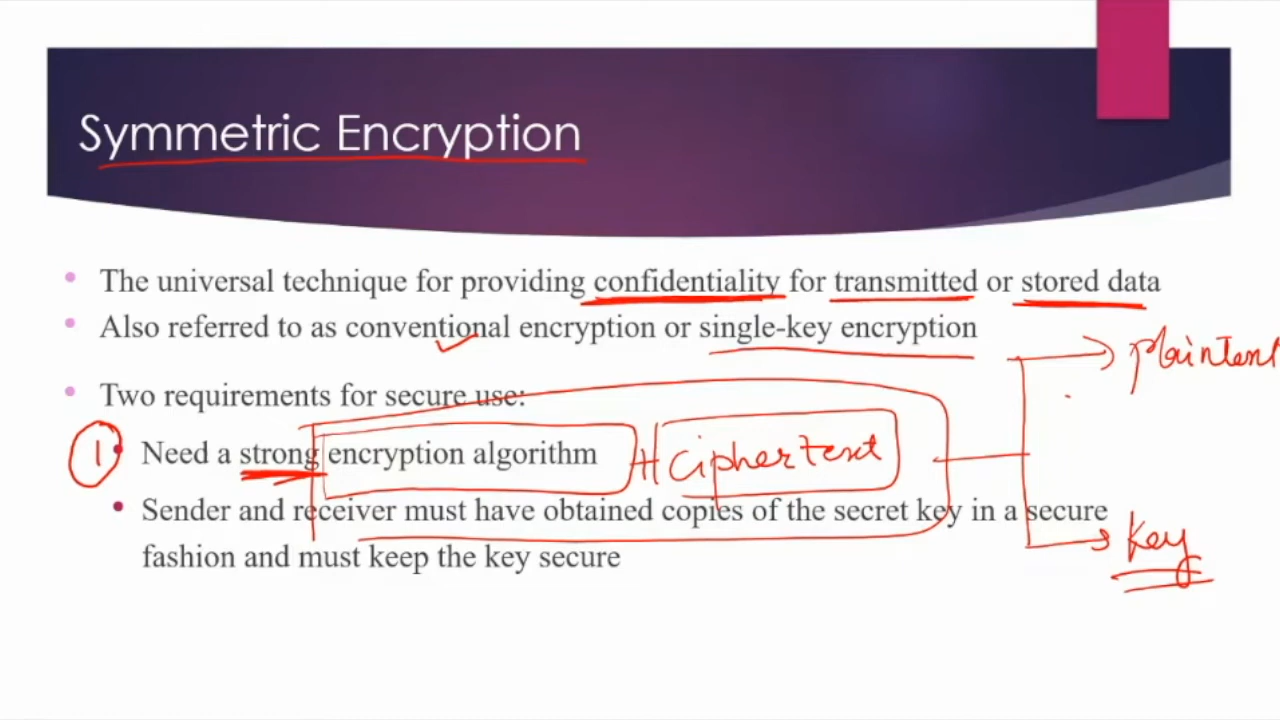 Symmetric Encryption
The universal technique for providing confidentiality for transmitted or stored data
Also referred to as conventional encryption or single-key encryption
plaintext
Two requirements for secure use:
1 Need a strong encryption algorithm + Ciphertext
Sender and receiver must have obtained copies of the secret key in a secure
fashion and must keep the key secure
Key